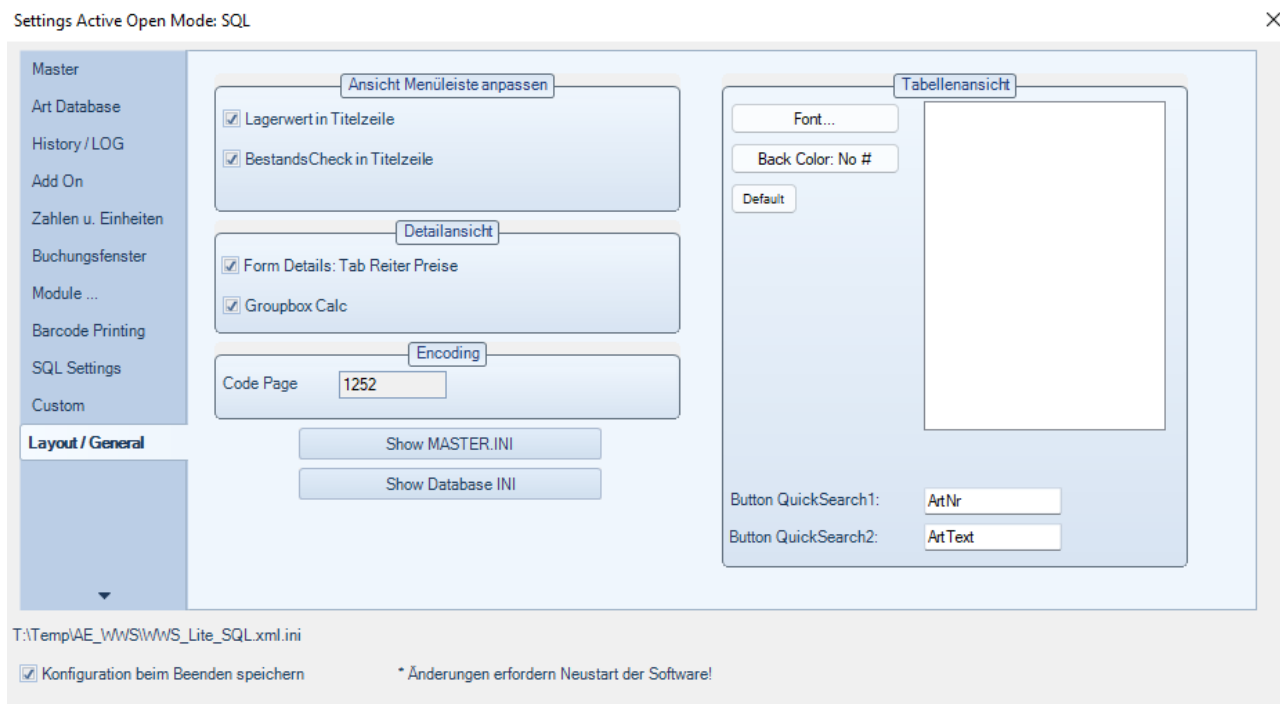 Settings Active Open Mode: SQL
Master
Art Database
History / LOG
Add On
Zahlen u. Einheiten
Buchungsfenster
Module ...
Barcode Printing
SQL Settings
Custom
Layout / General
Ansicht Menüleiste anpassen
Lagerwert in Titelzeile
BestandsCheck in Titelzeile
Detailansicht
Form Details: Tab Reiter Preise
Groupbox Calc
Encoding
Code Page 1252
Show MASTER.INI
Show Database INI
Tabellenansicht
Font...
Back Color: No #
Default
Button QuickSearch1: ArtNr
Button QuickSearch2: ArtText
T:\Temp\AE_WWS\WWS_Lite_SQL.xml.ini
Konfiguration beim Beenden speichern * Änderungen erfordern Neustart der Software!